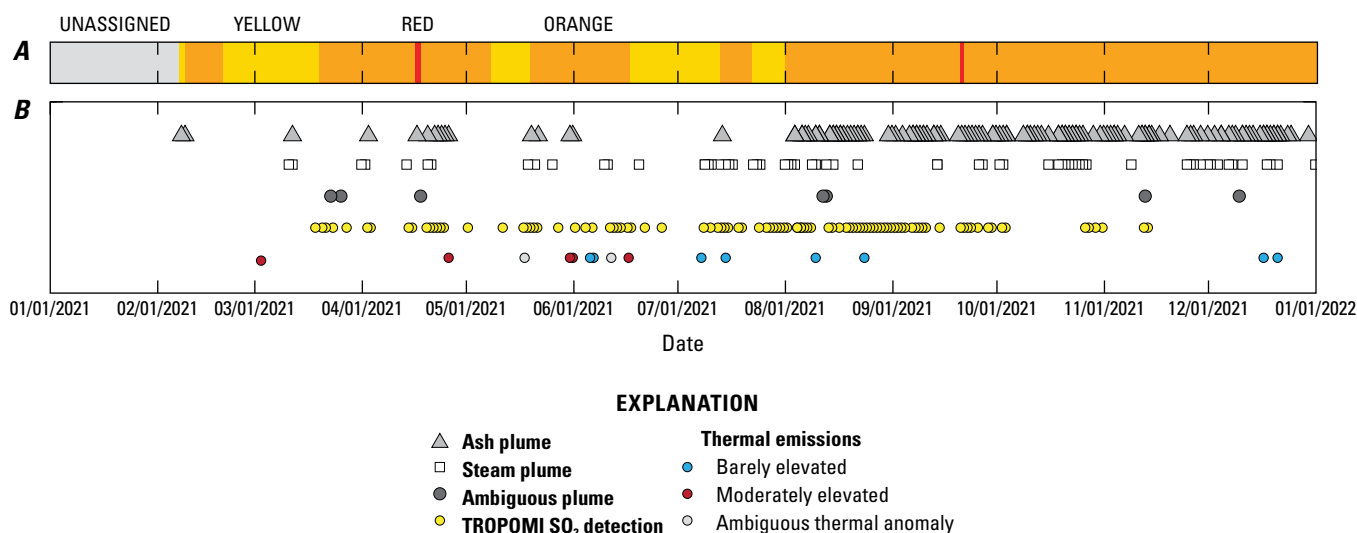 UNASSIGNED YELLOW RED ORANGE
A
B
01/01/2021 02/01/2021 03/01/2021 04/01/2021 05/01/2021 06/01/2021 07/01/2021 08/01/2021 09/01/2021 10/01/2021 11/01/2021 12/01/2021 01/01/2022
Date
EXPLANATION
Ash plume
Steam plume
Ambiguous plume
TROPOMI SO₂ detection
Thermal emissions
Barely elevated
Moderately elevated
Ambiguous thermal anomaly